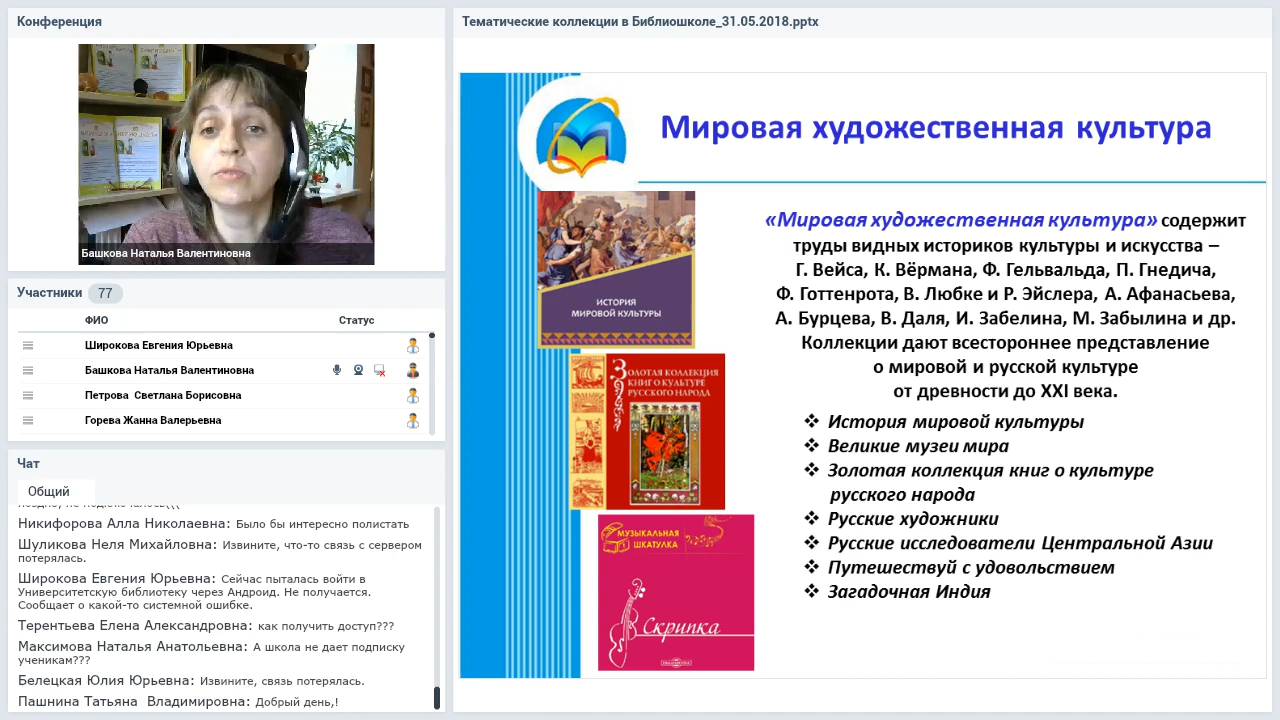 Конференция
Башкова Наталья Валентиновна
Участники 77
ФИО Статус
Широкова Евгения Юрьевна
Башкова Наталья Валентиновна
Петрова Светлана Борисовна
Горева Жанна Валерьевна
Чат
Общий
Никифорова Алла Николаевна: Было бы интересно полистать
Шуликова Неля Михайловна: Извините, что-то связь с сервером
потерялась.
Широкова Евгения Юрьевна: Сейчас пыталась войти в
Университетскую библиотеку через Андроид. Не получается.
Сообщает о какой-то системной ошибке.
Терентьева Елена Александровна: как получить доступ???
Максимова Наталья Анатольевна: А школа не дает подписку
ученикам???
Белецкая Юлия Юрьевна: Извините, связь потерялась.
Пашнина Татьяна Владимировна: Добрый день,!
Тематические коллекции в Библиошколе_31.05.2018.pptx
Мировая художественная культура
ИСТОРИЯ
МИРОВОЙ КУЛЬТУРЫ
ЗОЛОТАЯ КОЛЛЕКЦИЯ
КНИГ О КУЛЬТУРЕ
РУССКОГО НАРОДА
МУЗЫКАЛЬНАЯ
ШКАТУЛКА
Скрипка
«Мировая художественная культура» содержит
труды видных историков культуры и искусства –
Г. Вейса, К. Вёрмана, Ф. Гельвальда, П. Гнедича,
Ф. Готтенрота, В. Любке и Р. Эйслера, А. Афанасьева,
А. Бурцева, В. Даля, И. Забелина, М. Забылина и др.
Коллекции дают всестороннее представление
о мировой и русской культуре
от древности до XXI века.
❖ История мировой культуры
❖ Великие музеи мира
❖ Золотая коллекция книг о культуре
русского народа
❖ Русские художники
❖ Русские исследователи Центральной Азии
❖ Путешествуй с удовольствием
❖ Загадочная Индия